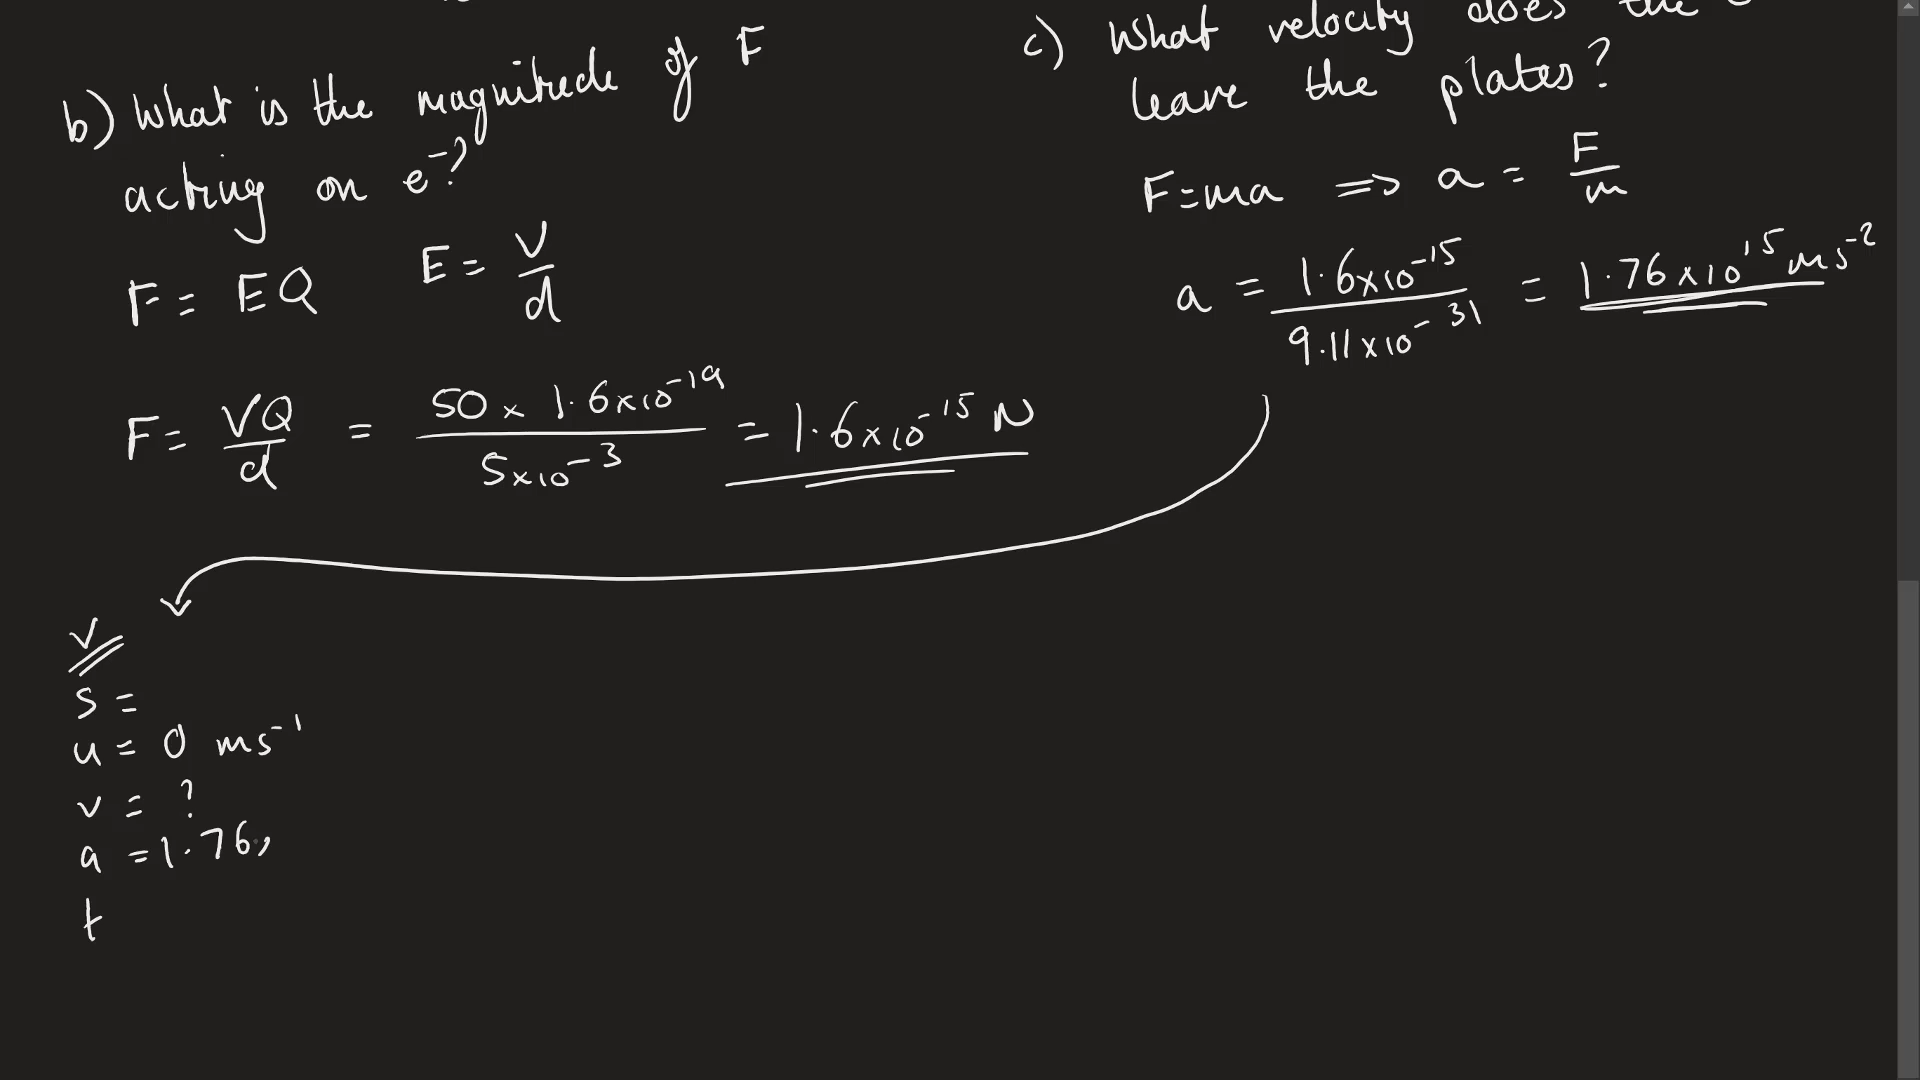 b) What is the magnitude of F
acting on e⁻?
F = EQ E = V/d
F = VQ/d = 50 × 1.6×10⁻¹⁹ / 5×10⁻³ = 1.6×10⁻¹⁵ N
c) What velocity does the
leave the plates?
F=ma ⇒ a = F/m
a = 1.6×10⁻¹⁵ / 9.11×10⁻³¹ = 1.76×10¹⁵ ms⁻²
v
s =
u = 0 ms⁻¹
v = ?
a = 1.76
t